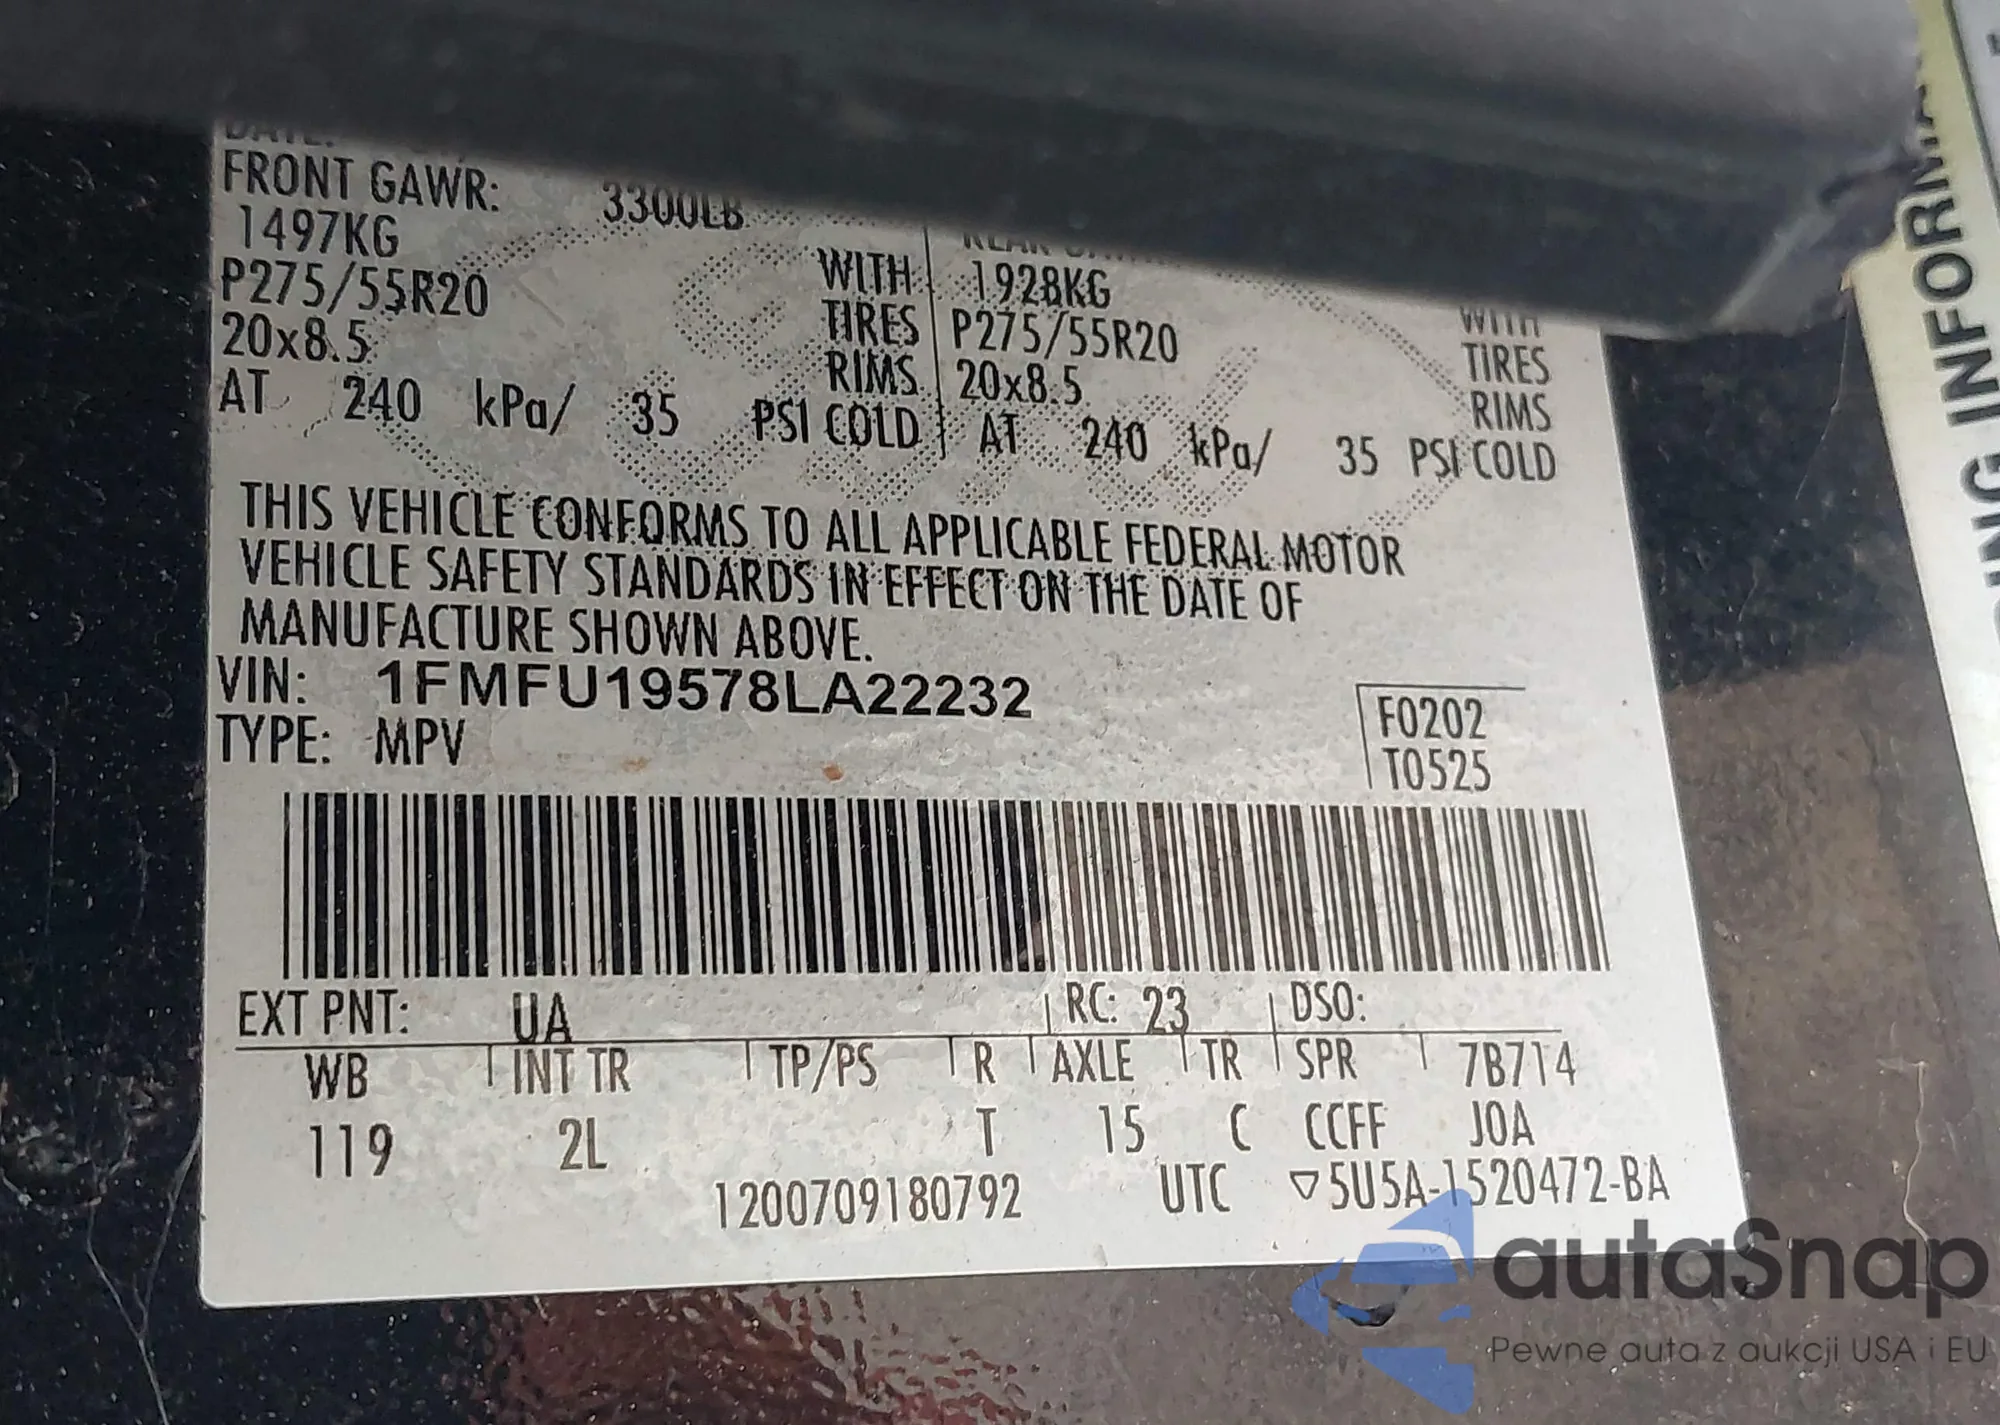 DATE:
FRONT GAWR: 3300LB
1497KG WITH
P275/55R20 TIRES
20x8.5 RIMS
AT 240 kPa/ 35 PSI COLD
1928KG WITH
P275/55R20 TIRES
20x8.5 RIMS
AT 240 kPa/ 35 PSI COLD
THIS VEHICLE CONFORMS TO ALL APPLICABLE FEDERAL MOTOR
VEHICLE SAFETY STANDARDS IN EFFECT ON THE DATE OF
MANUFACTURE SHOWN ABOVE.
VIN: 1FMFU19578LA22232
TYPE: MPV
F0202
T0525
EXT PNT: UA RC: 23 DSO:
WB INT TR TP/PS R AXLE TR SPR 7B714
119 2L T 15 C CCFF JOA
1200709180792 UTC ▽5U5A-1520472-BA
autaSnap
Pewne auta z aukcji USA i EU